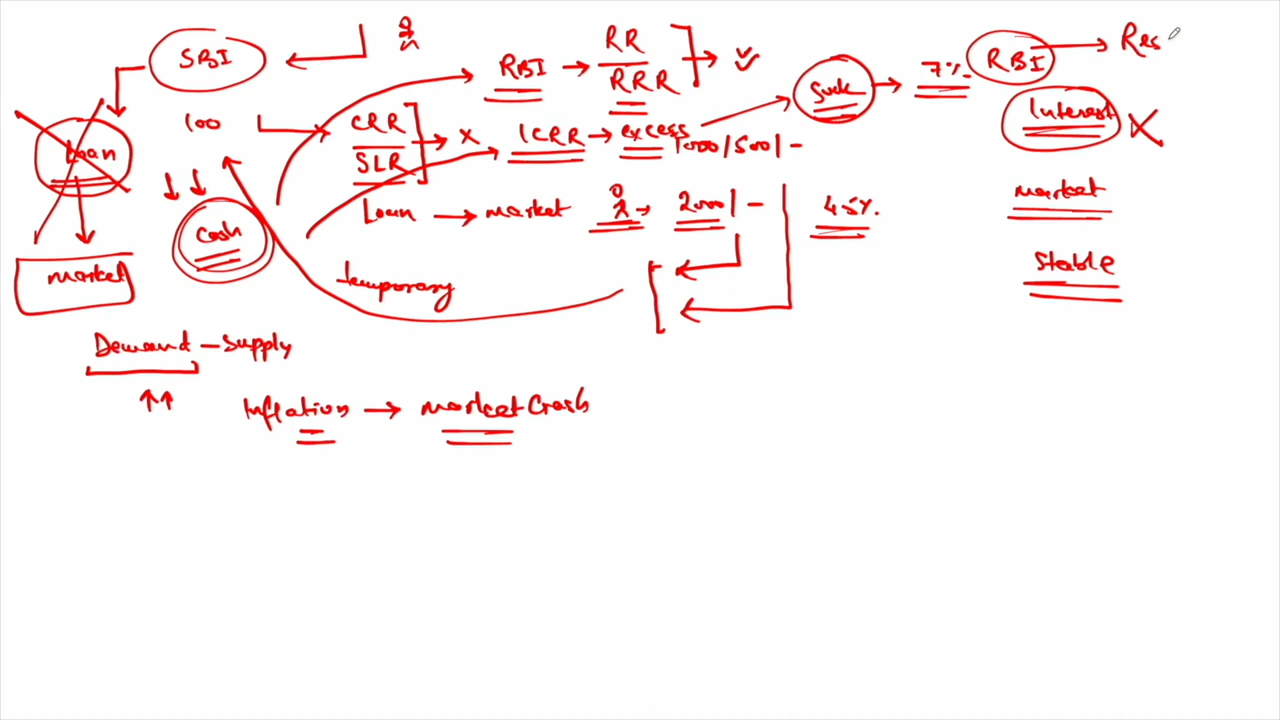 SBI
RBI → RR
RRR
Suck → 7%.
RBI → Res
Interest X
100
CRR
SLR
→ x
ICRR → excess
1000/500/-
Loan
market
Cash
Loan → market
2000/-
4.5%.
market
Stable
temporary
Demand - Supply
↑↑
Inflation → market Crash